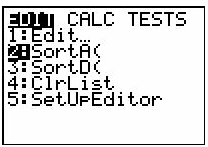 EDIT CALC TESTS
1:Edit…
2:SortA(
3:SortD(
4:ClrList
5:SetUpEditor